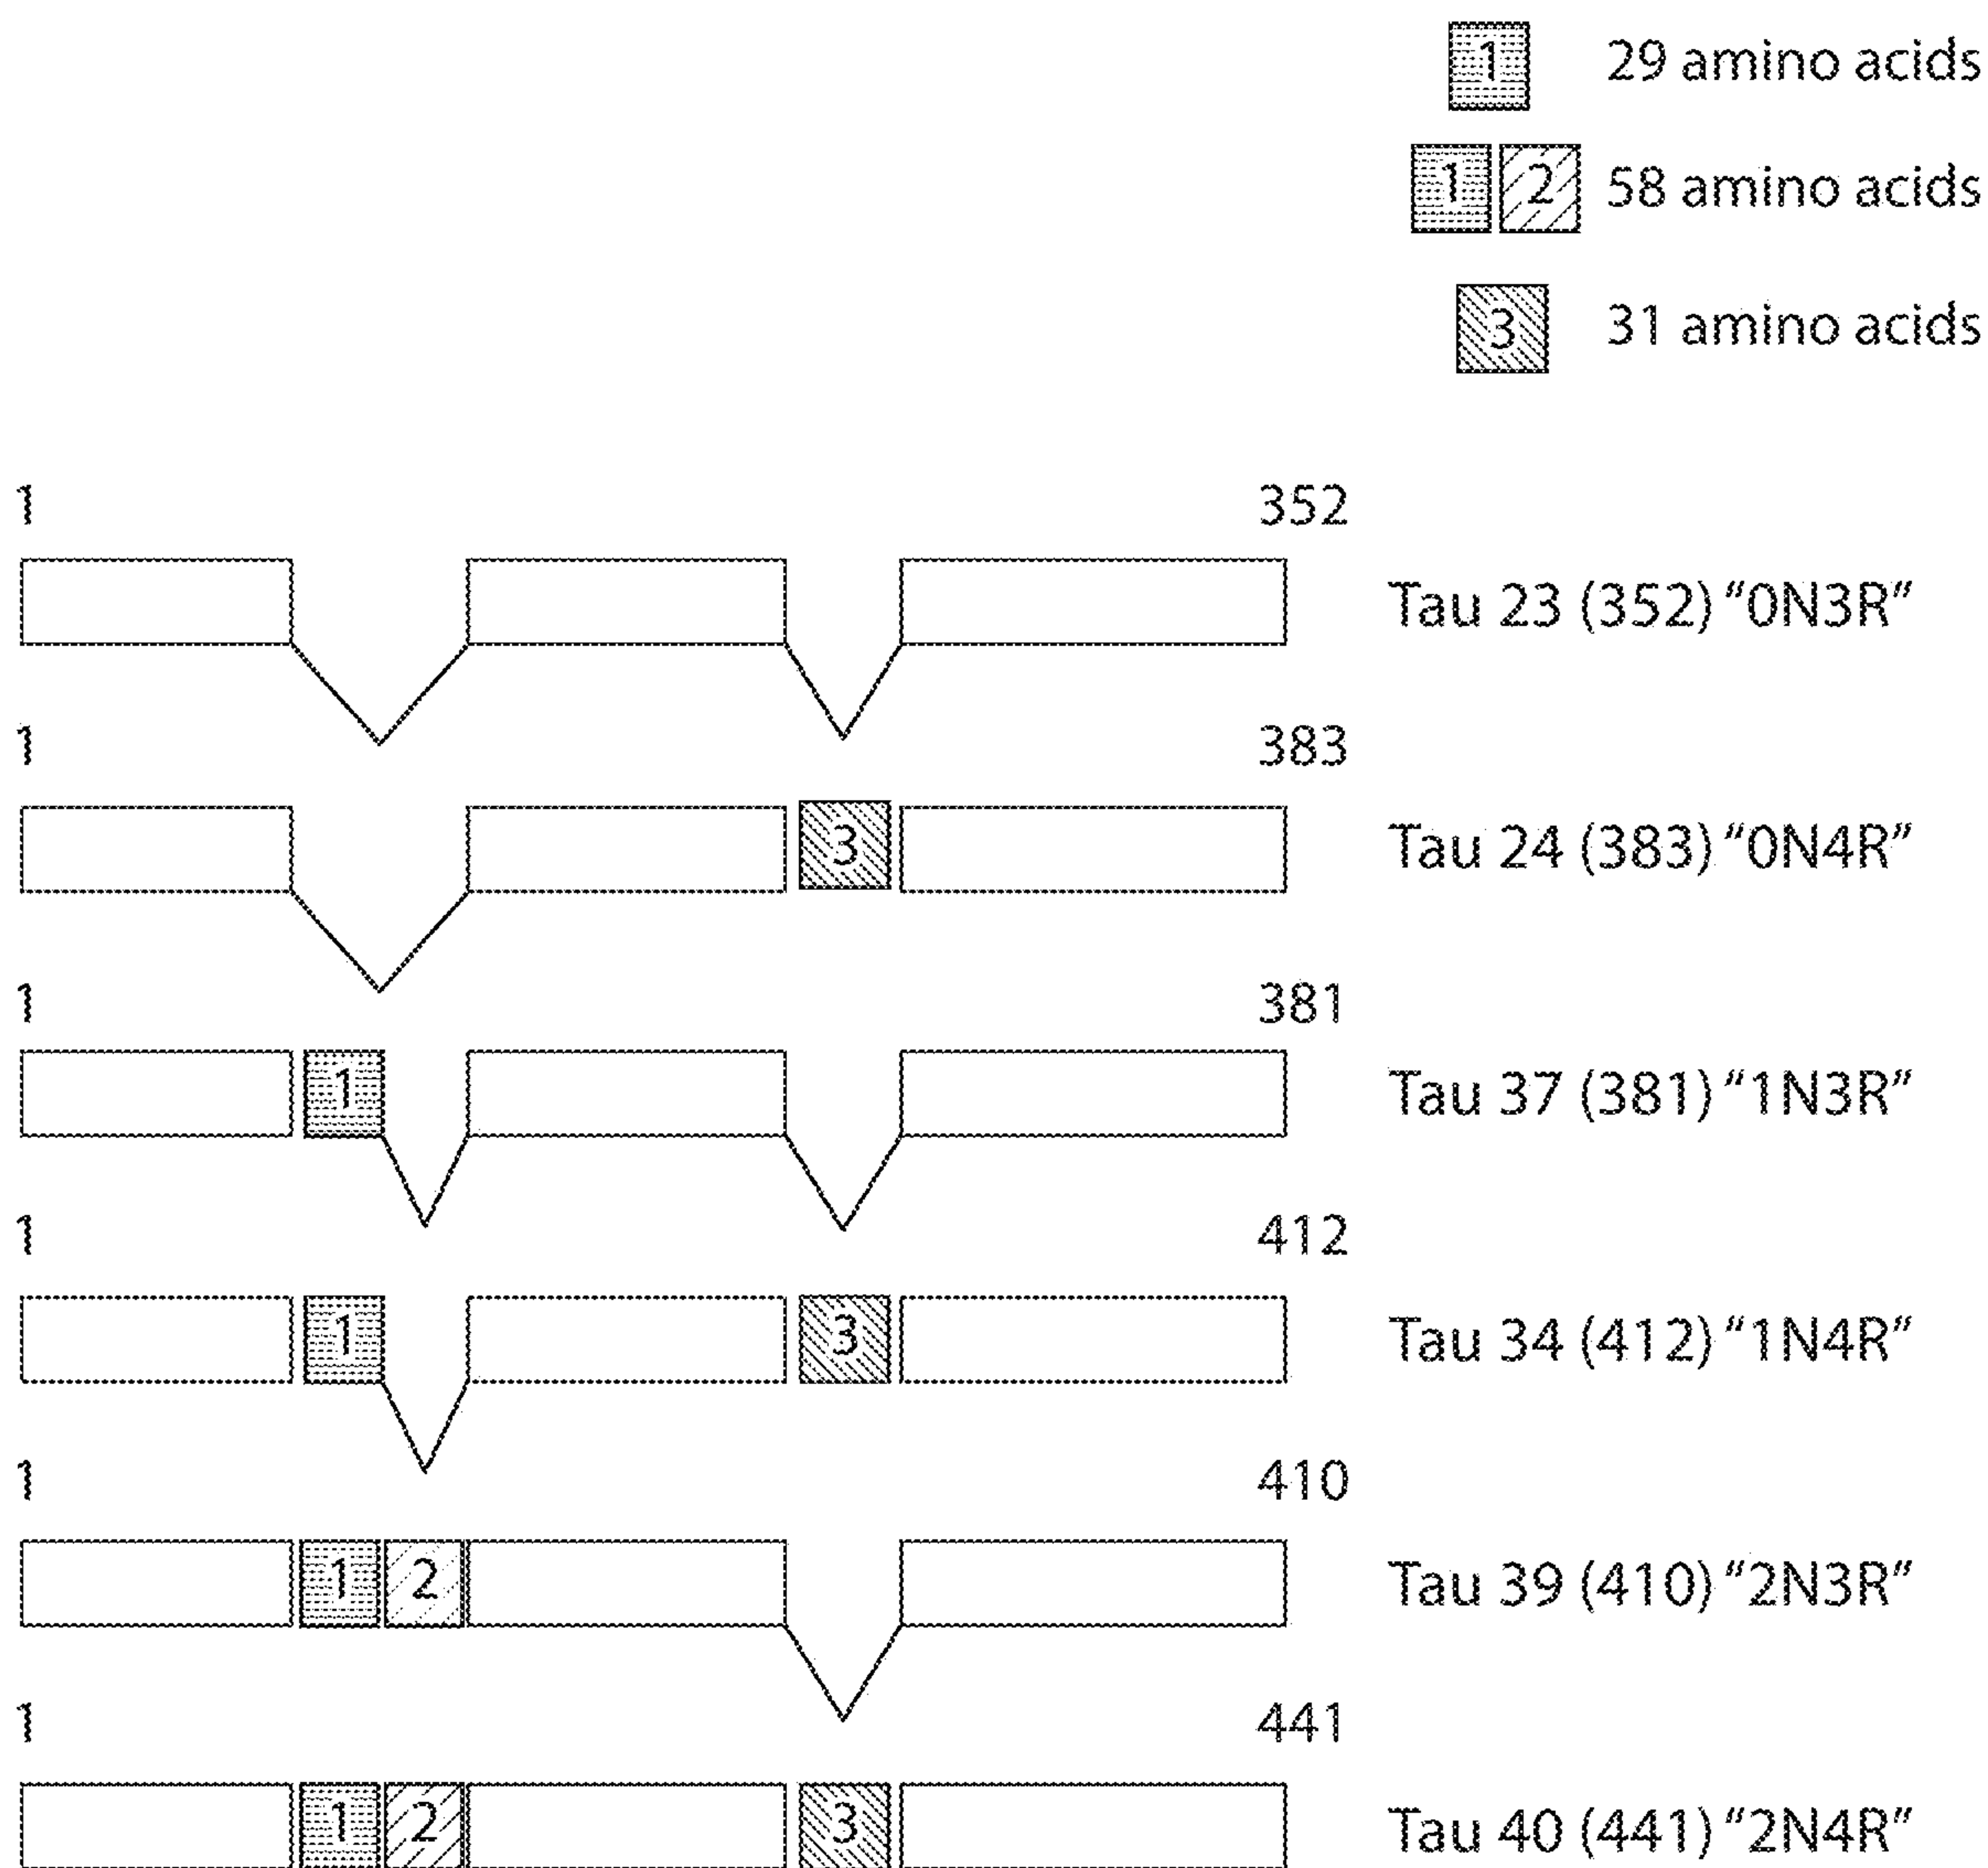 1 29 amino acids
1 2 58 amino acids
3 31 amino acids
1 352
Tau 23 (352) "0N3R"
1 383
3 Tau 24 (383) "0N4R"
1 381
1 Tau 37 (381) "1N3R"
1 412
1 3 Tau 34 (412) "1N4R"
1 410
1 2 Tau 39 (410) "2N3R"
1 441
1 2 3 Tau 40 (441) "2N4R"